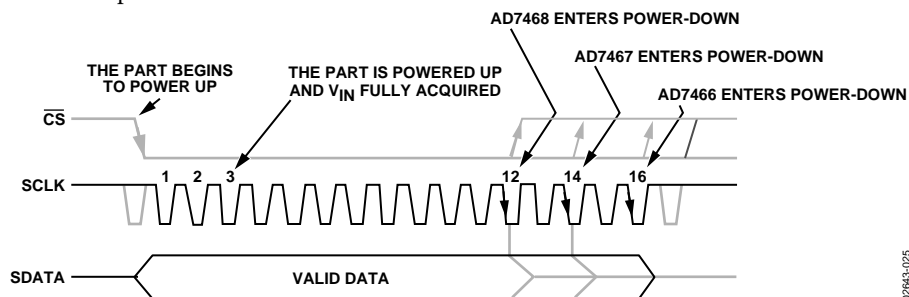 AD7468 ENTERS POWER-DOWN
AD7467 ENTERS POWER-DOWN
THE PART BEGINS
TO POWER UP
THE PART IS POWERED UP
AND VIN FULLY ACQUIRED
AD7466 ENTERS POWER-DOWN
CS
1 2 3 12 14 16
SCLK
SDATA
VALID DATA
02643-025